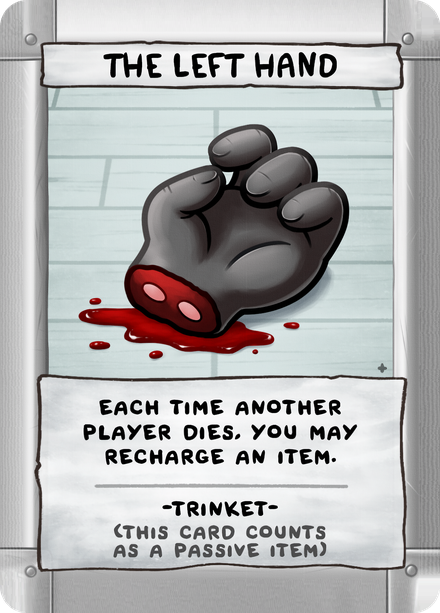 THE LEFT HAND
EACH TIME ANOTHER
PLAYER DIES, YOU MAY
RECHARGE AN ITEM.
-TRINKET-
(THIS CARD COUNTS
AS A PASSIVE ITEM)